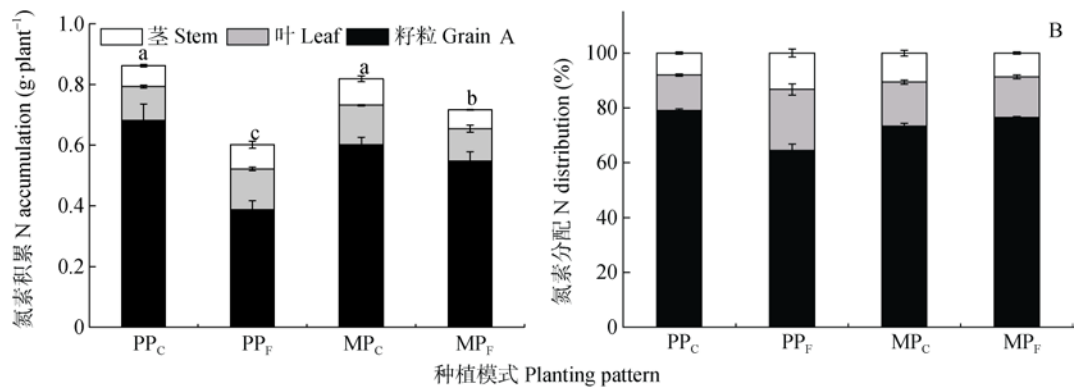 氮素积累 N accumulation (g·plant⁻¹)
1.0
0.8
0.6
0.4
0.2
0
茎 Stem 叶 Leaf 籽粒 Grain A
a
c
a
b
PP_C PP_F MP_C MP_F
氮素分配 N distribution (%)
100
80
60
40
20
0
B
PP_C PP_F MP_C MP_F
种植模式 Planting pattern